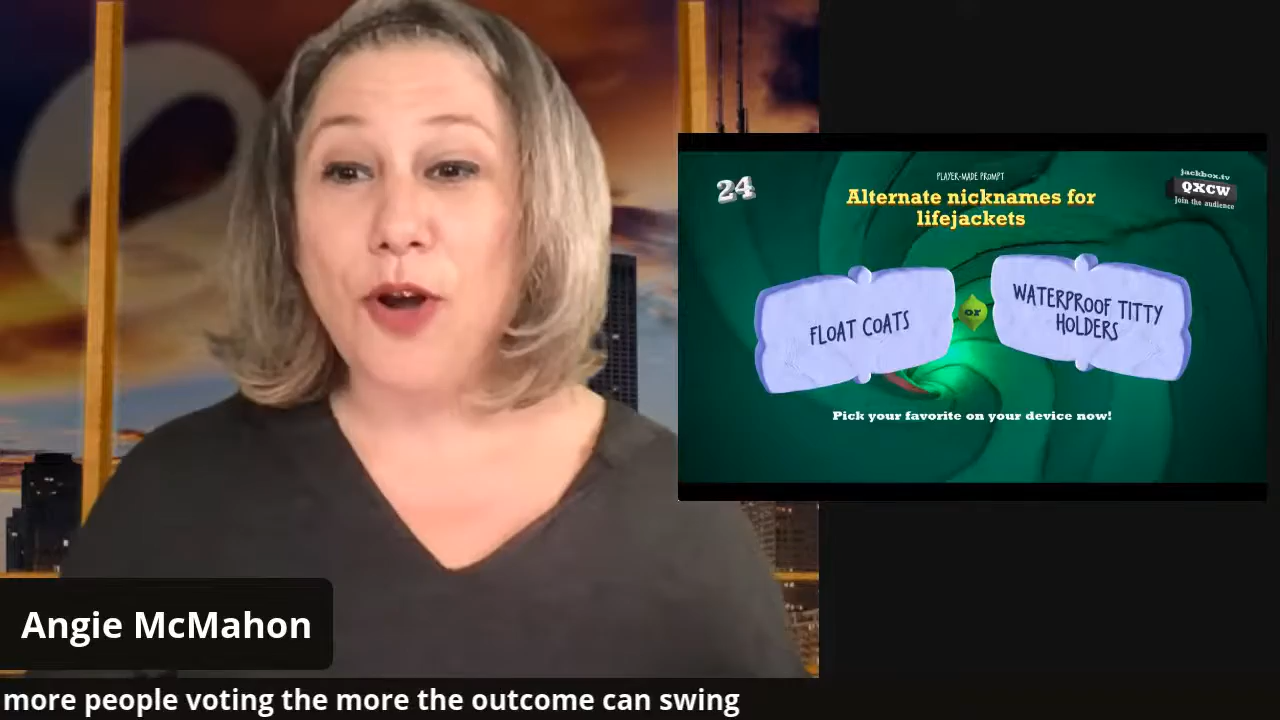 24
PLAYER-MADE PROMPT
Alternate nicknames for
lifejackets
jackbox.tv
QXCW
Join the audience
FLOAT COATS
or
WATERPROOF TITTY
HOLDERS
Pick your favorite on your device now!
Angie McMahon
more people voting the more the outcome can swing